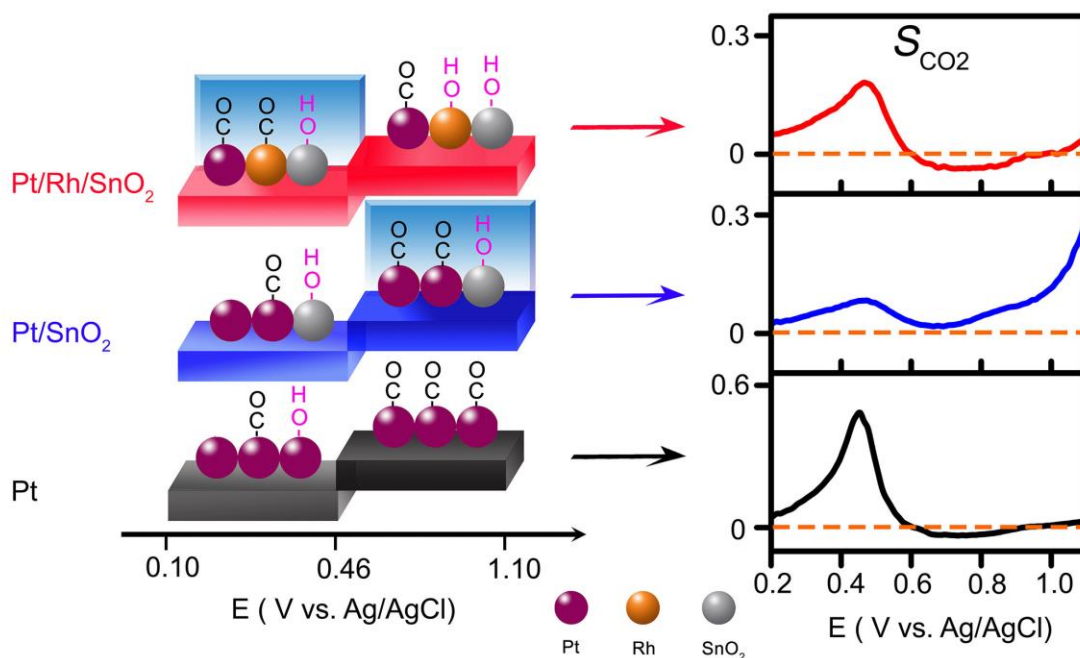 Pt/Rh/SnO₂
O C O C H O
O C H O H O
Pt/SnO₂
O C H O
O C O C H O
Pt
O C H O
O C O C O C
0.10 0.46 1.10
E ( V vs. Ag/AgCl)
Pt Rh SnO₂
S CO2
0.3
0
0.3
0
0.6
0
0.2 0.4 0.6 0.8 1.0
E ( V vs. Ag/AgCl)